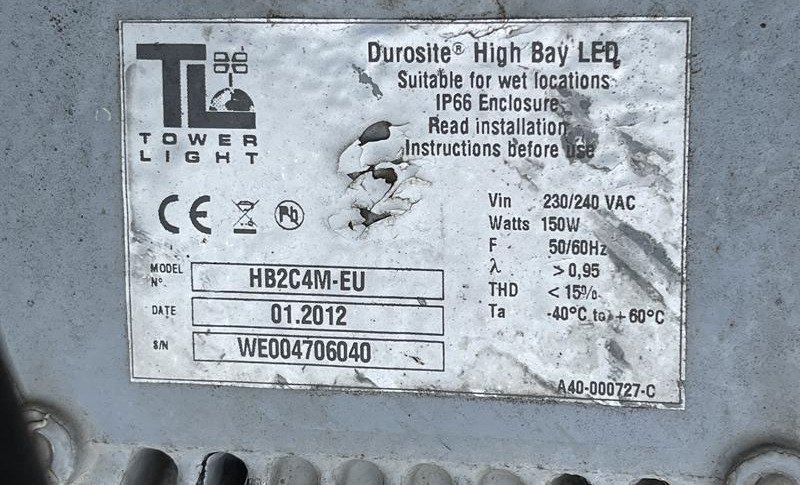 TL
TOWER
LIGHT
Durosite® High Bay LED
Suitable for wet locations
IP66 Enclosure
Read installation
Instructions before use
CE
Pb
Vin 230/240 VAC
Watts 150W
F 50/60Hz
λ >0,95
THD <15%
Ta -40°C to +60°C
MODEL N°. HB2C4M-EU
DATE 01.2012
S/N WE004706040
A40-000727-C